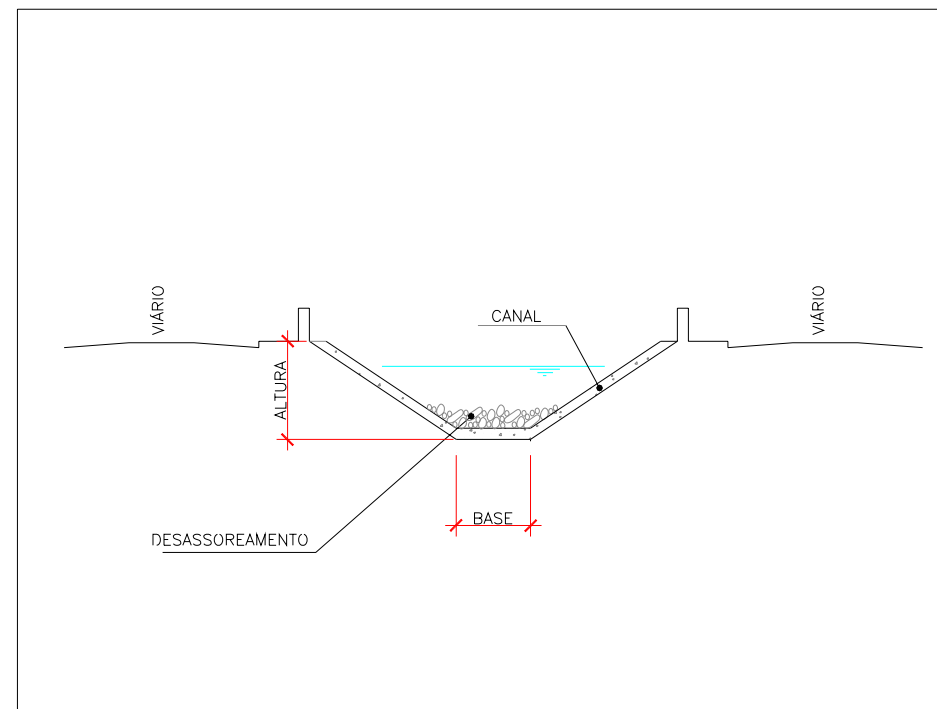 VIÁRIO
VIÁRIO
CANAL
ALTURA
BASE
DESASSOREAMENTO